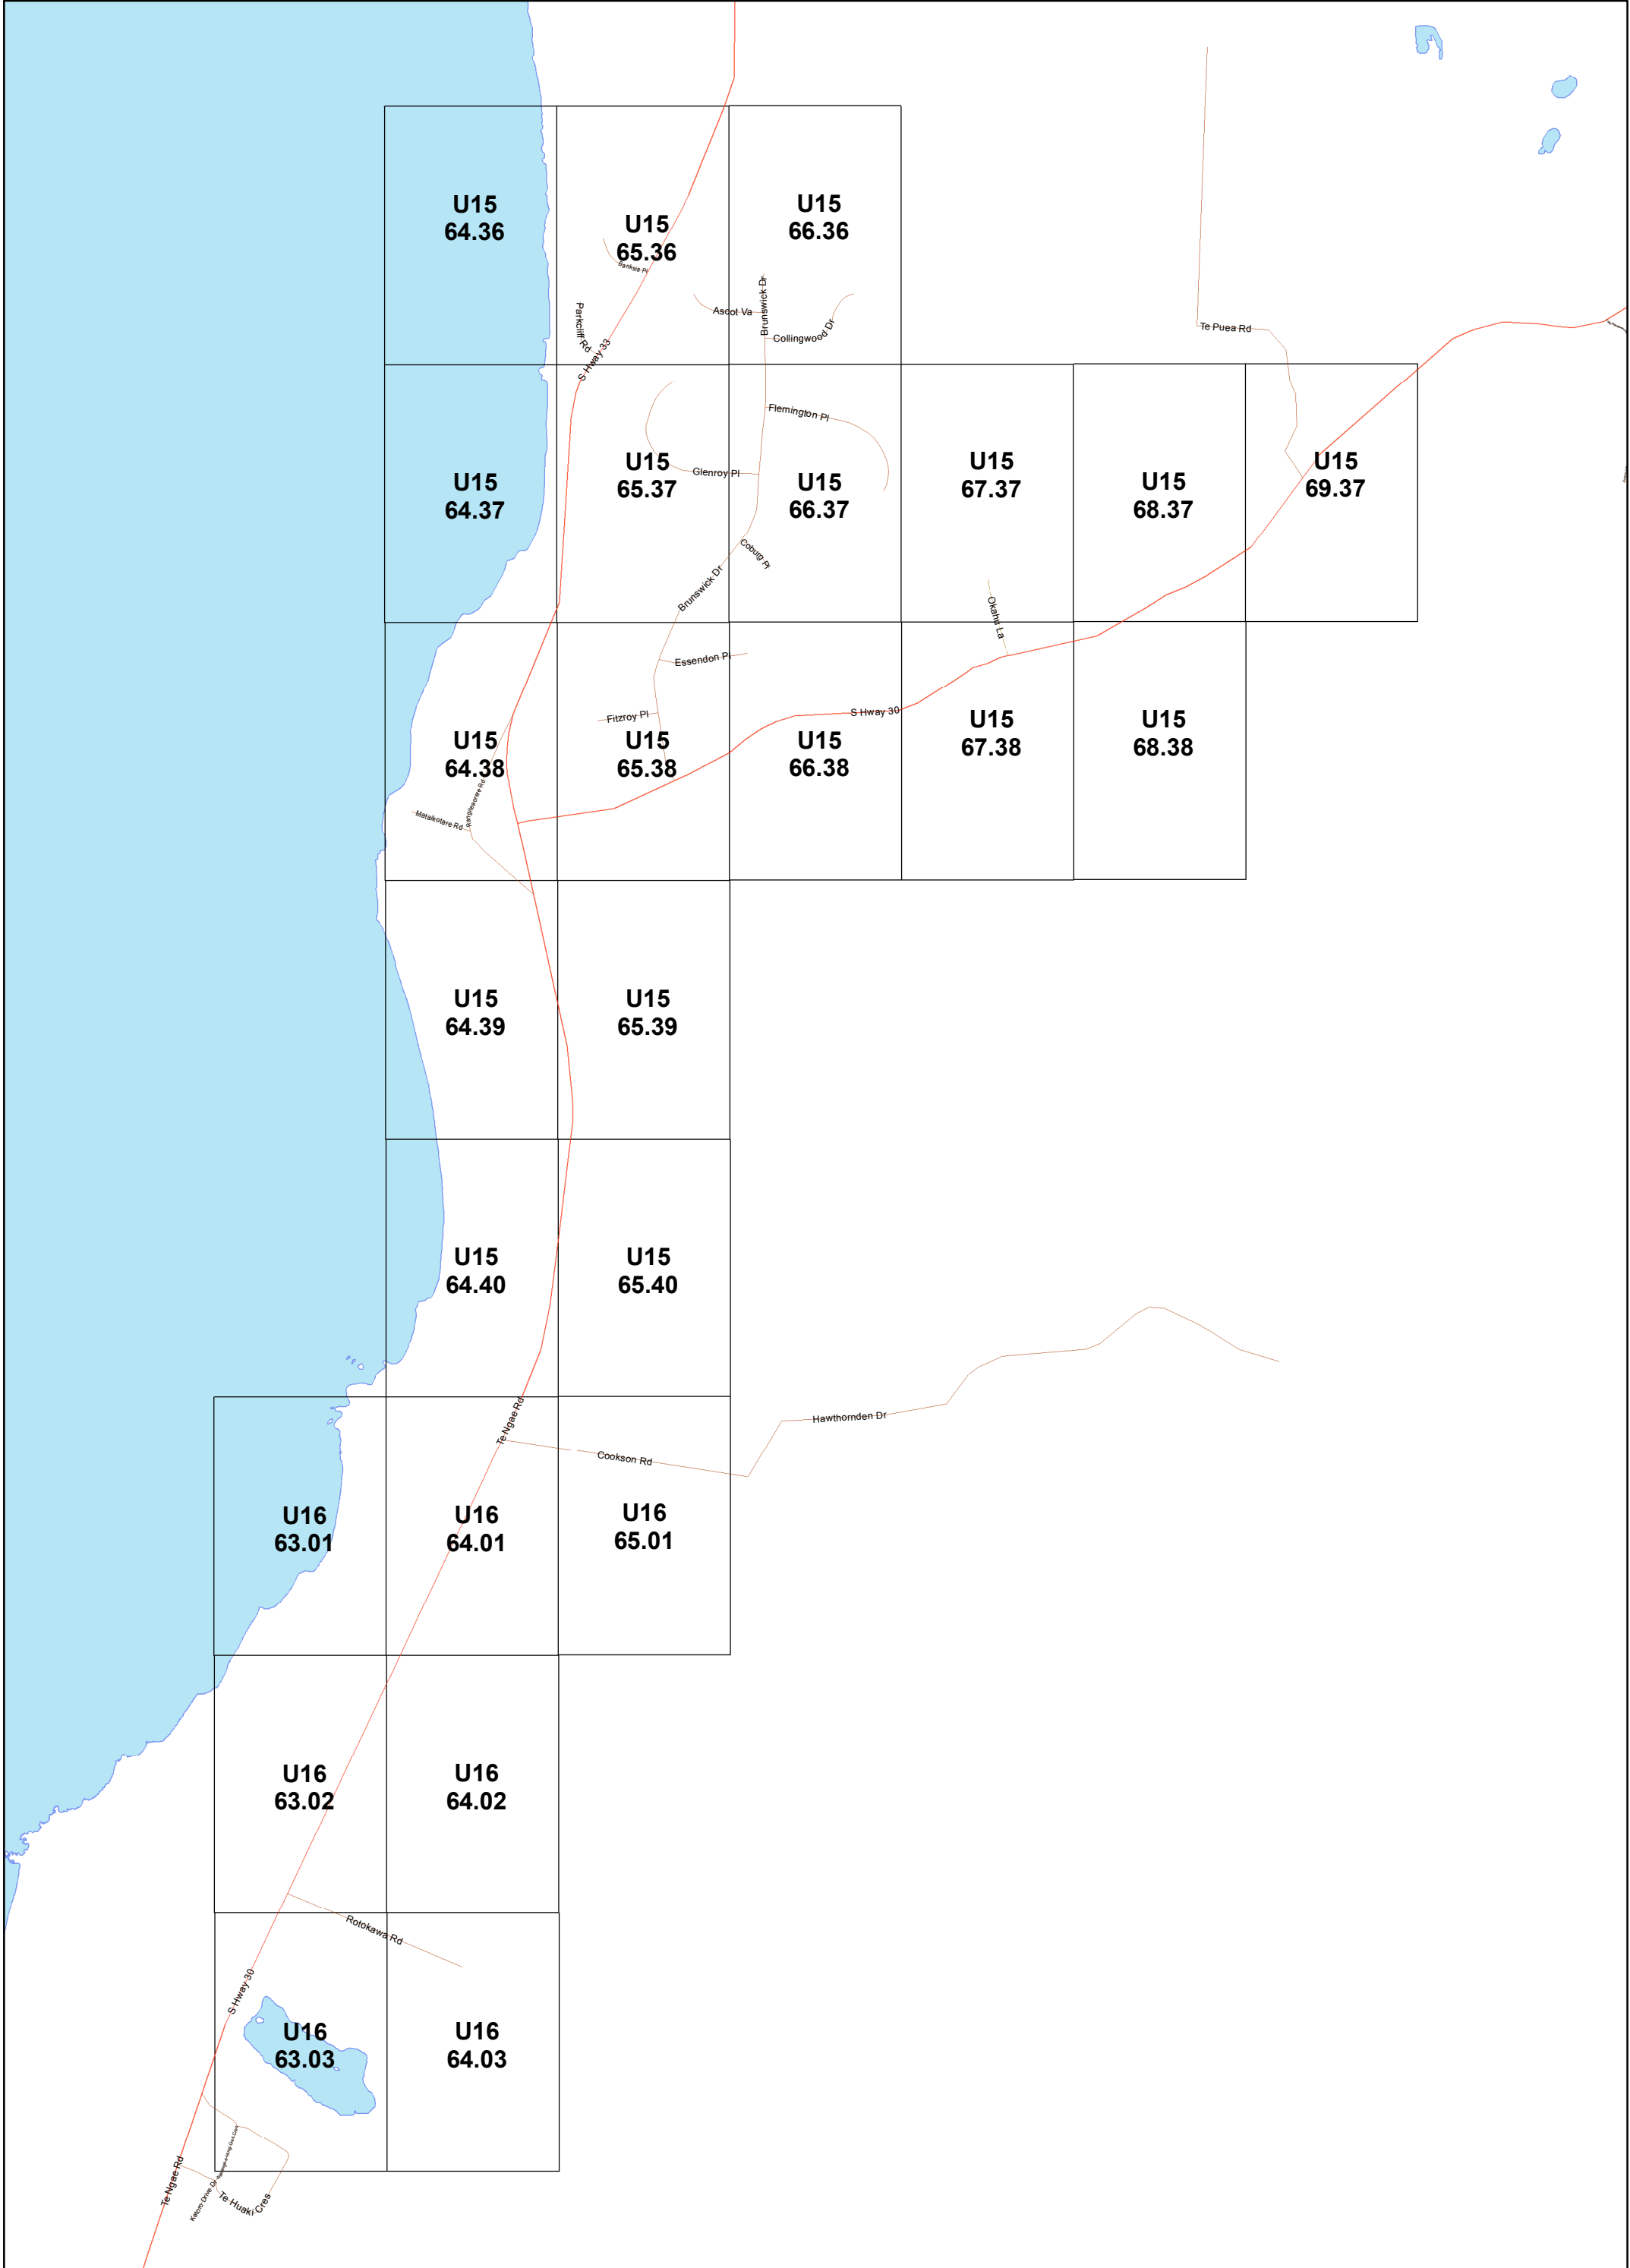 U15
64.36
U15
65.36
U15
66.36
Banksia Pl
Parkcliff Rd
Ascot Va
Brunswick Dr
Collingwood Dr
S Hway 33
Te Puea Rd
Flemington Pl
U15
64.37
U15
65.37
Glenroy Pl
U15
66.37
U15
67.37
U15
68.37
U15
69.37
Coburg Pl
Brunswick Dr
Okahu La
Essendon Pl
Fitzroy Pl
S Hway 30
U15
64.38
U15
65.38
U15
66.38
U15
67.38
U15
68.38
Mataikotare Rd
Rangiteaorere Rd
U15
64.39
U15
65.39
U15
64.40
U15
65.40
Te Ngae Rd
Hawthornden Dr
Cookson Rd
U16
63.01
U16
64.01
U16
65.01
U16
63.02
U16
64.02
Rotokawa Rd
S Hway 30
U16
63.03
U16
64.03
Te Ngae Rd
Katoro Drive
Te Huaki Cres